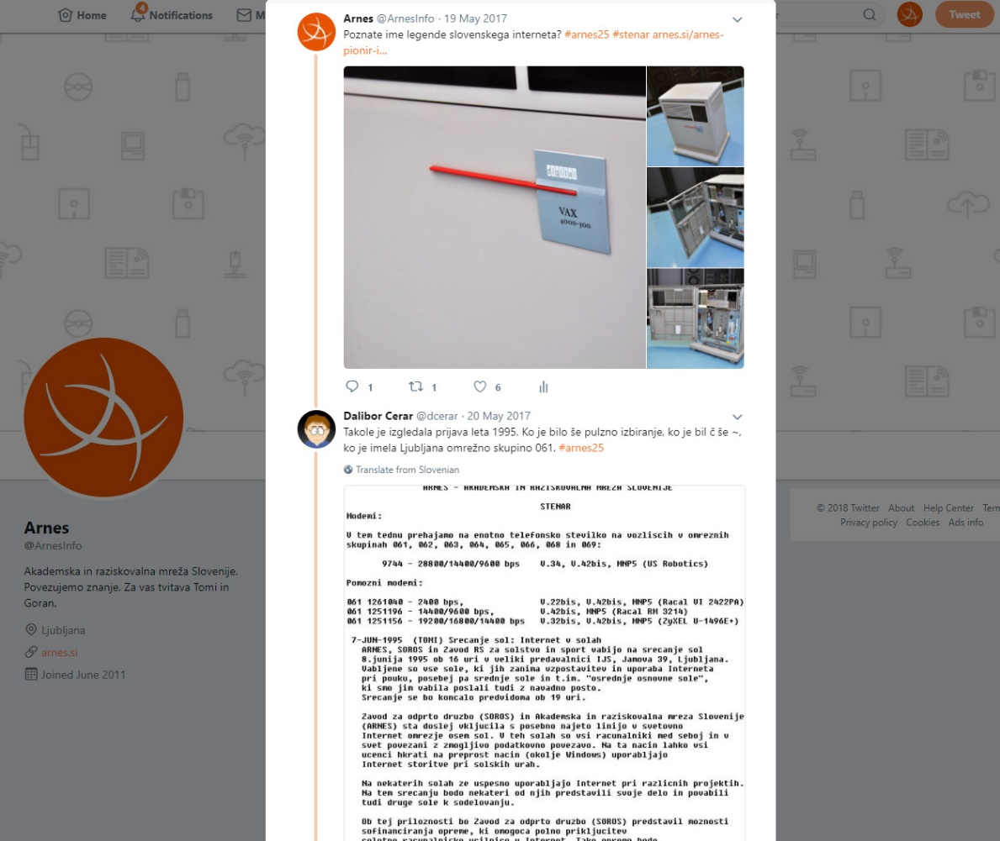 Home
4
Notifications
M
Tweet
Arnes @ArnesInfo · 19 May 2017
Poznate ime legende slovenskega interneta? #arnes25 #stenar arnes.si/arnes-
pionir-i...
digital
VAX
4000-500
1
1
6
Dalibor Cerar @dcerar · 20 May 2017
Takole je izgledala prijava leta 1995. Ko je bilo še pulzno izbiranje, ko je bil č še ~,
ko je imela Ljubljana omrežno skupino 061. #arnes25
Translate from Slovenian
ARNES - AKADEMSKA IN RAZISKOVALNA MREZA SLOVENIJE
STENAR
Modemi:
V tem tednu prehajamo na enotno telefonsko stevilko na vozliscih v omreznih
skupinah 061, 062, 063, 064, 065, 066, 068 in 069:
9744 - 28800/14400/9600 bps V.34, V.42bis, MNP5 (US Robotics)
Pomozni modemi:
061 1261040 - 2400 bps, V.22bis, V.42bis, MNP5 (Racal VI 2422PA)
061 1251196 - 14400/9600 bps, V.42bis, MNP5 (Racal RM 3214)
061 1251156 - 19200/16800/14400 bps V.32bis, V.42bis, MNP5 (ZyXEL U-1496E+)
7-JUN-1995 (TOMI) Srecanje sol: Internet v solah
ARNES, SOROS in Zavod RS za solstvo in sport vabijo na srecanje sol
8.junija 1995 ob 16 uri v veliki predavalnici IJS, Jamova 39, Ljubljana.
Vabljene so vse sole, ki jih zanima vzpostavitev in uporaba Interneta
pri pouku, posebej pa srednje sole in t.im. "osrednje osnovne sole",
ki smo jim vabila poslali tudi z navadno posto.
Srecanje se bo koncalo predvidoma ob 19 uri.
Zavod za odprto druzbo (SOROS) in Akademska in raziskovalna mreza Slovenije
(ARNES) sta doslej vkljucila s posebno najeto linijo v svetovno
Internet omrezje osem sol. V teh solah so vsi racunalniki med seboj in v
svet povezani z zmogljivo podatkovno povezavo. Na ta nacin lahko vsi
ucenci hkrati na preprost nacin (okolje Windows) uporabljajo
Internet storitve pri solskih urah.
Na nekaterih solah ze uspesno uporabljajo Internet pri razlicnih projektih.
Na tem srecanju bodo nekateri od njih predstavili svoje delo in povabili
tudi druge sole k sodelovanju.
Ob tej priloznosti bo Zavod za odprto druzbo (SOROS) predstavil moznosti
sofinanciranja opreme, ki omogoca polno prikljucitev
Arnes
@ArnesInfo
Akademska in raziskovalna mreža Slovenije.
Povezujemo znanje. Za vas tvitava Tomi in
Goran.
Ljubljana
arnes.si
Joined June 2011
© 2018 Twitter About Help Center Tern
Privacy policy Cookies Ads info